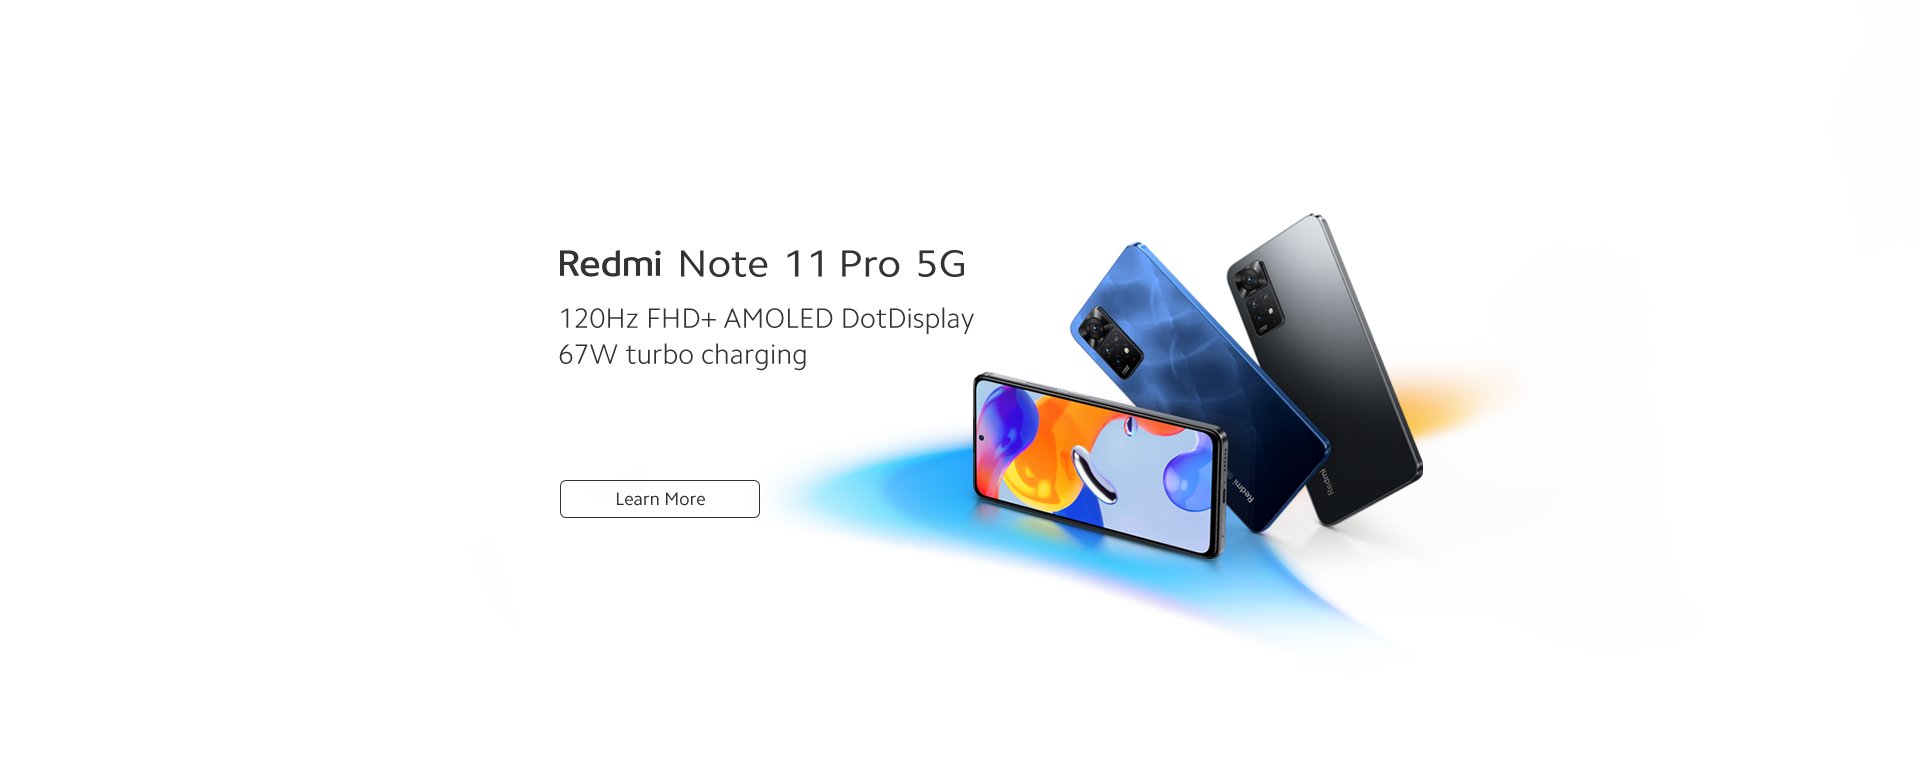 Redmi Note 11 Pro 5G
120Hz FHD+ AMOLED DotDisplay
67W turbo charging
Learn More
Redmi
Redmi